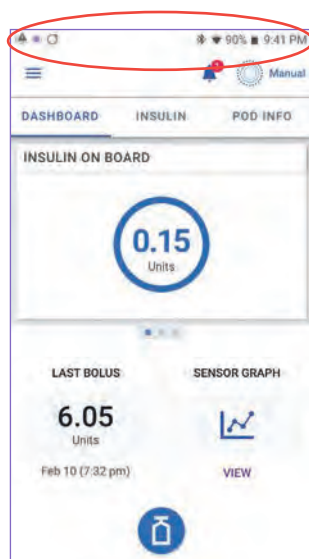 90% 9:41 PM
Manual
DASHBOARD INSULIN POD INFO
INSULIN ON BOARD
0.15
Units
LAST BOLUS SENSOR GRAPH
6.05
Units
Feb 10 (7:32 pm) VIEW